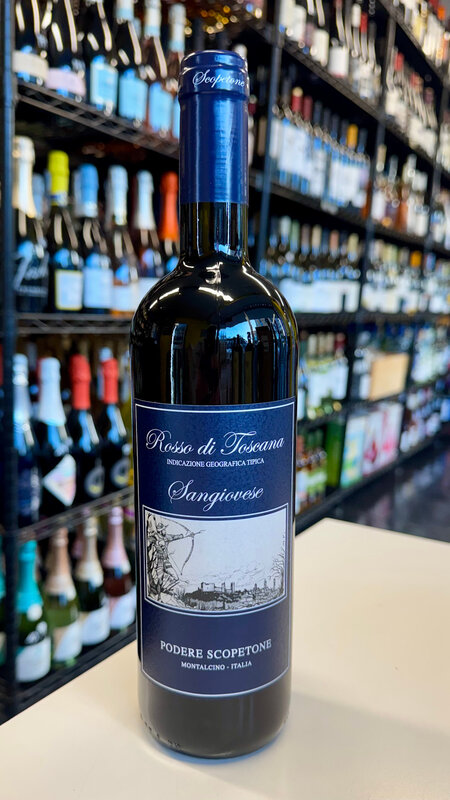 Scopetone
Rosso di Toscana
INDICAZIONE GEOGRAFICA TIPICA
Sangiovese
PODERE SCOPETONE
MONTALCINO - ITALIA